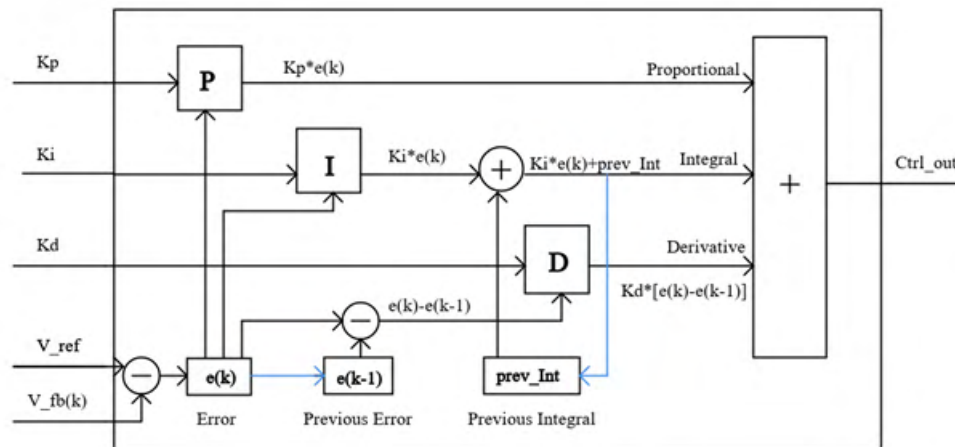 Kp
P
Kp*e(k)
Proportional
Ki
I
Ki*e(k)
+
Ki*e(k)+prev_Int
Integral
+
Ctrl_out
Kd
D
Derivative
Kd*[e(k)-e(k-1)]
e(k)-e(k-1)
−
V_ref
−
e(k)
e(k-1)
prev_Int
V_fb(k)
Error
Previous Error
Previous Integral